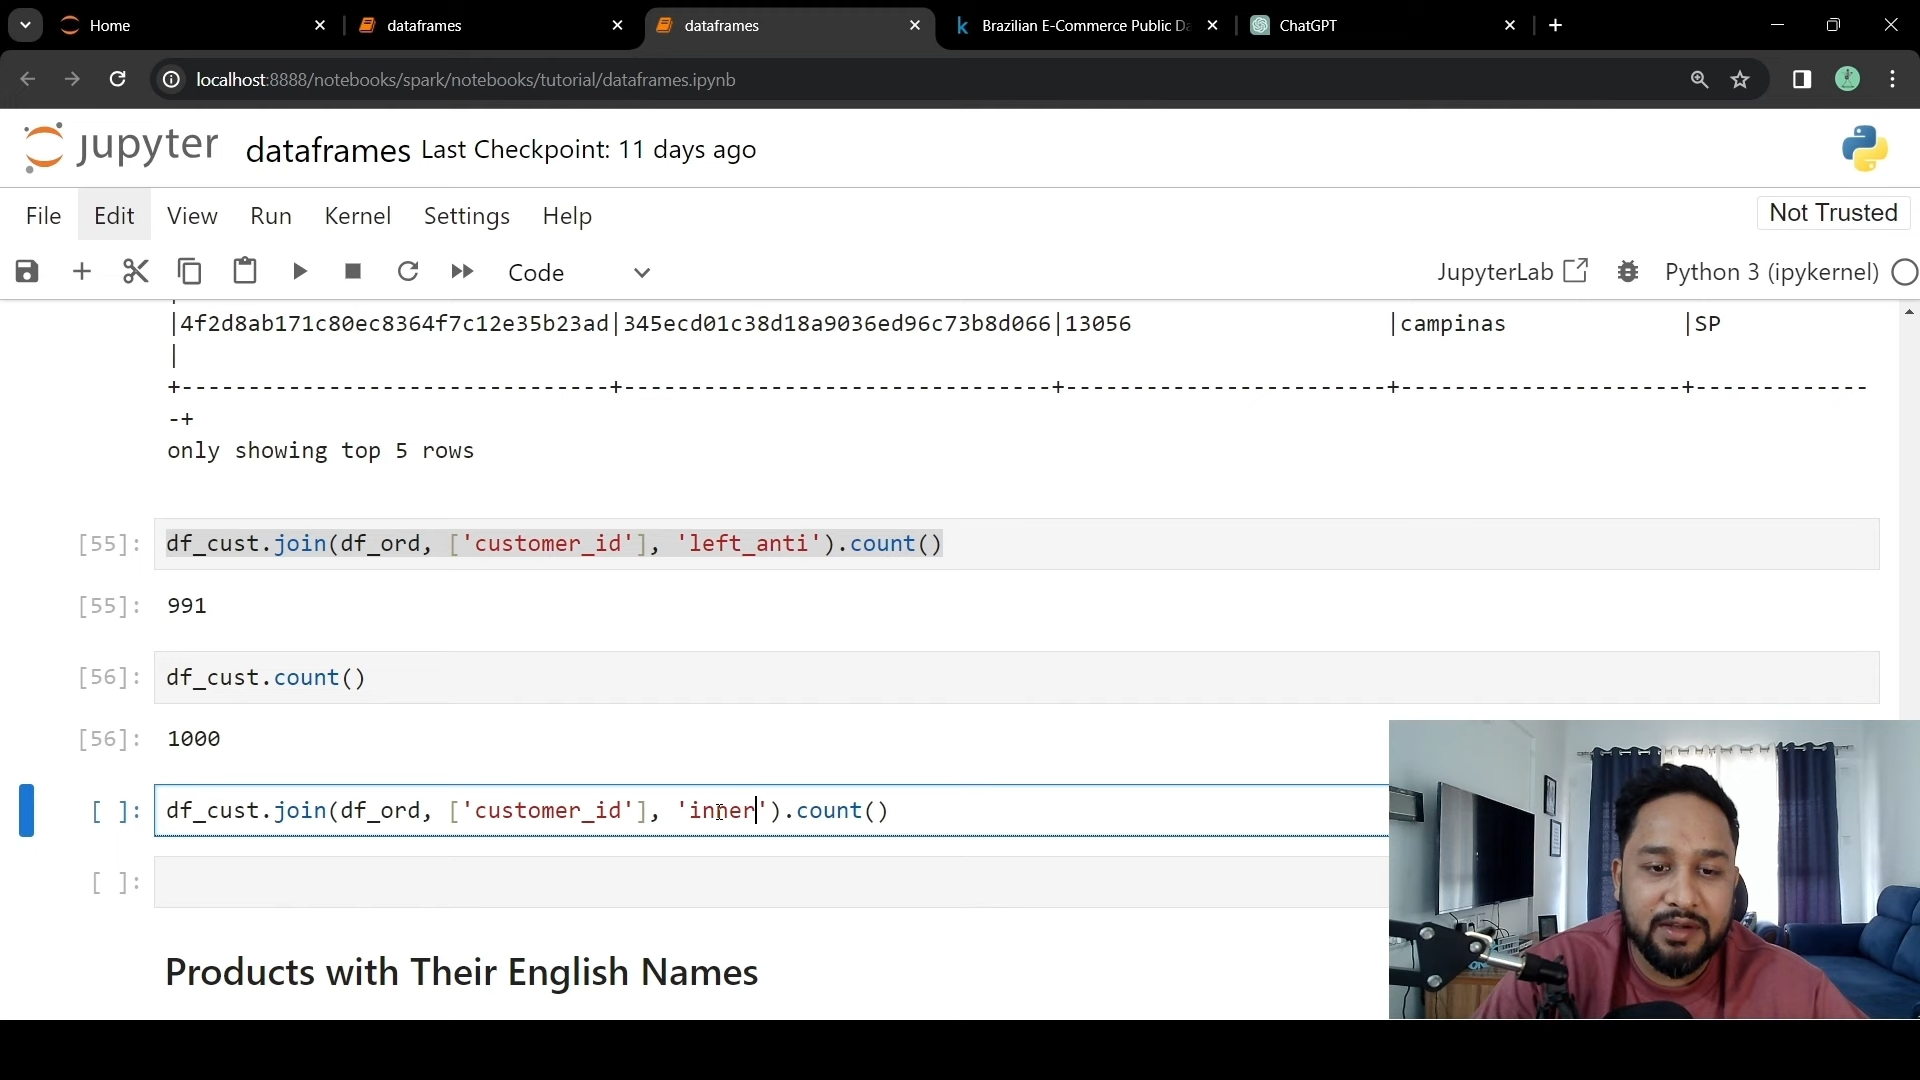 Home
dataframes
dataframes
Brazilian E-Commerce Public Da
ChatGPT
localhost:8888/notebooks/spark/notebooks/tutorial/dataframes.ipynb
jupyter dataframes Last Checkpoint: 11 days ago
File Edit View Run Kernel Settings Help
Not Trusted
Code
JupyterLab
Python 3 (ipykernel)
|4f2d8ab171c80ec8364f7c12e35b23ad|345ecd01c38d18a9036ed96c73b8d066|13056 |campinas |SP
|
+--------------------------------+--------------------------------+------------------------+---------------------+-------------
-+
only showing top 5 rows
[55]: df_cust.join(df_ord, ['customer_id'], 'left_anti').count()
[55]: 991
[56]: df_cust.count()
[56]: 1000
[ ]: df_cust.join(df_ord, ['customer_id'], 'inner').count()
[ ]:
Products with Their English Names